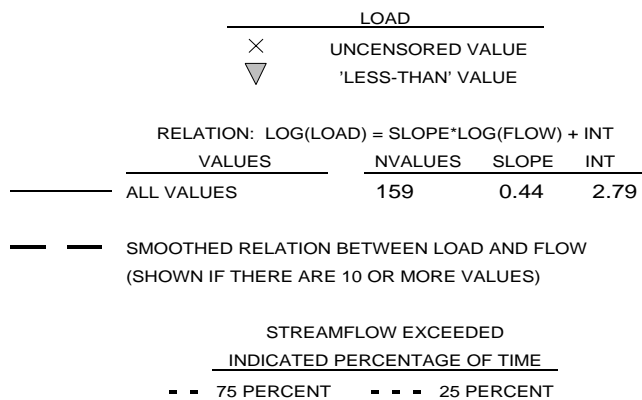 LOAD
UNCENSORED VALUE
'LESS-THAN' VALUE
RELATION: LOG(LOAD) = SLOPE*LOG(FLOW) + INT
VALUES NVALUES SLOPE INT
ALL VALUES 159 0.44 2.79
SMOOTHED RELATION BETWEEN LOAD AND FLOW
(SHOWN IF THERE ARE 10 OR MORE VALUES)
STREAMFLOW EXCEEDED
INDICATED PERCENTAGE OF TIME
75 PERCENT 25 PERCENT